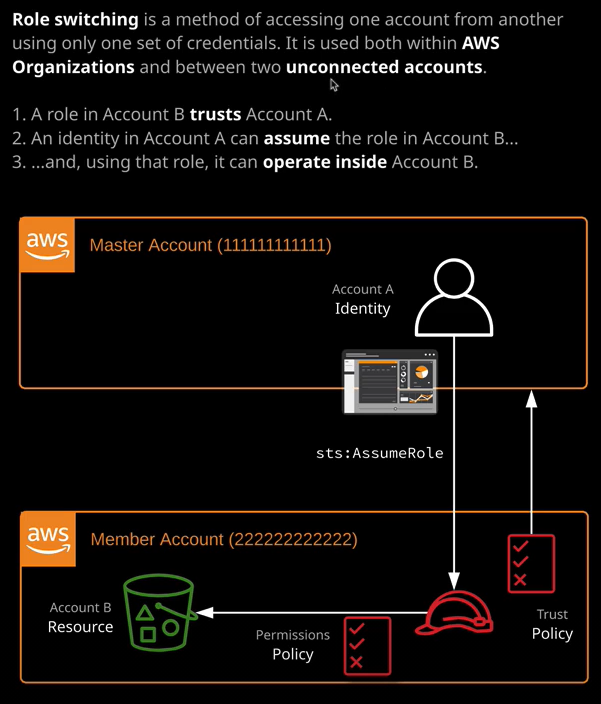 Role switching is a method of accessing one account from another
using only one set of credentials. It is used both within AWS
Organizations and between two unconnected accounts.
1. A role in Account B trusts Account A.
2. An identity in Account A can assume the role in Account B...
3. ...and, using that role, it can operate inside Account B.
aws
Master Account (111111111111)
Account A
Identity
sts:AssumeRole
aws
Member Account (222222222222)
Account B
Resource
Permissions
Policy
Trust
Policy